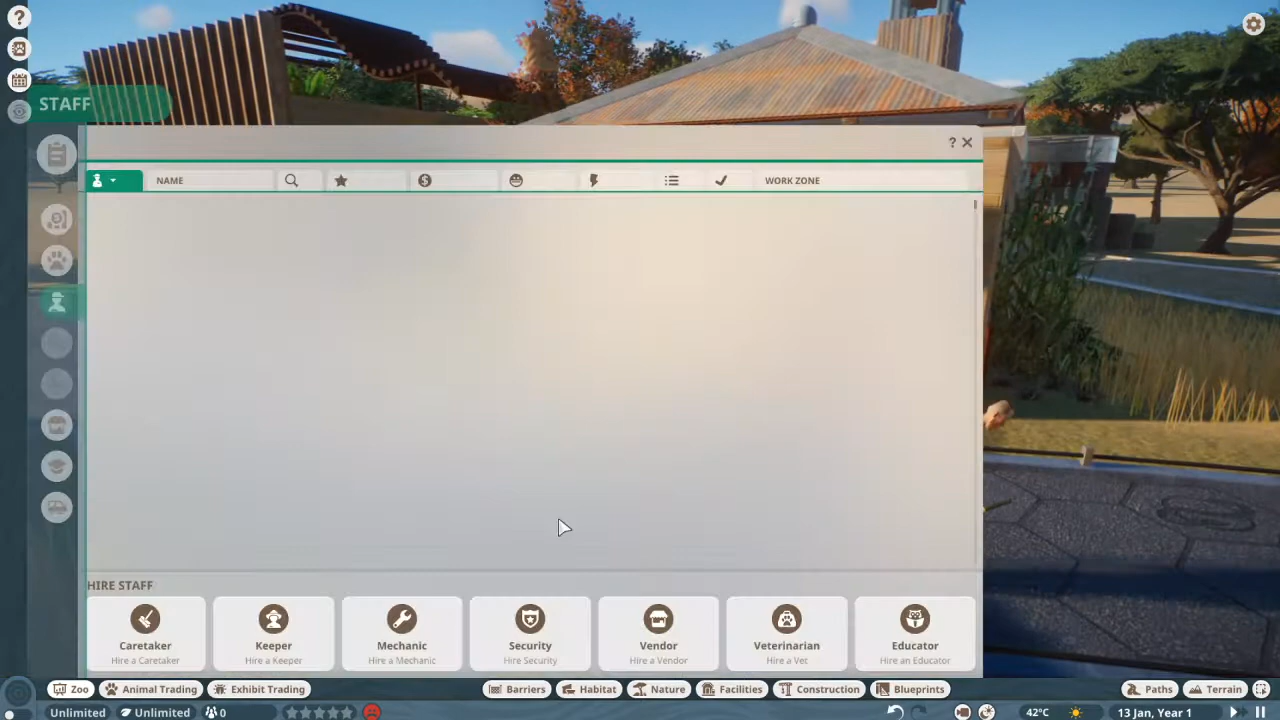 STAFF
NAME
WORK ZONE
HIRE STAFF
Caretaker
Hire a Caretaker
Keeper
Hire a Keeper
Mechanic
Hire a Mechanic
Security
Hire Security
Vendor
Hire a Vendor
Veterinarian
Hire a Vet
Educator
Hire an Educator
Zoo
Animal Trading
Exhibit Trading
Barriers
Habitat
Nature
Facilities
Construction
Blueprints
Paths
Terrain
Unlimited
Unlimited
0
42°C
13 Jan, Year 1